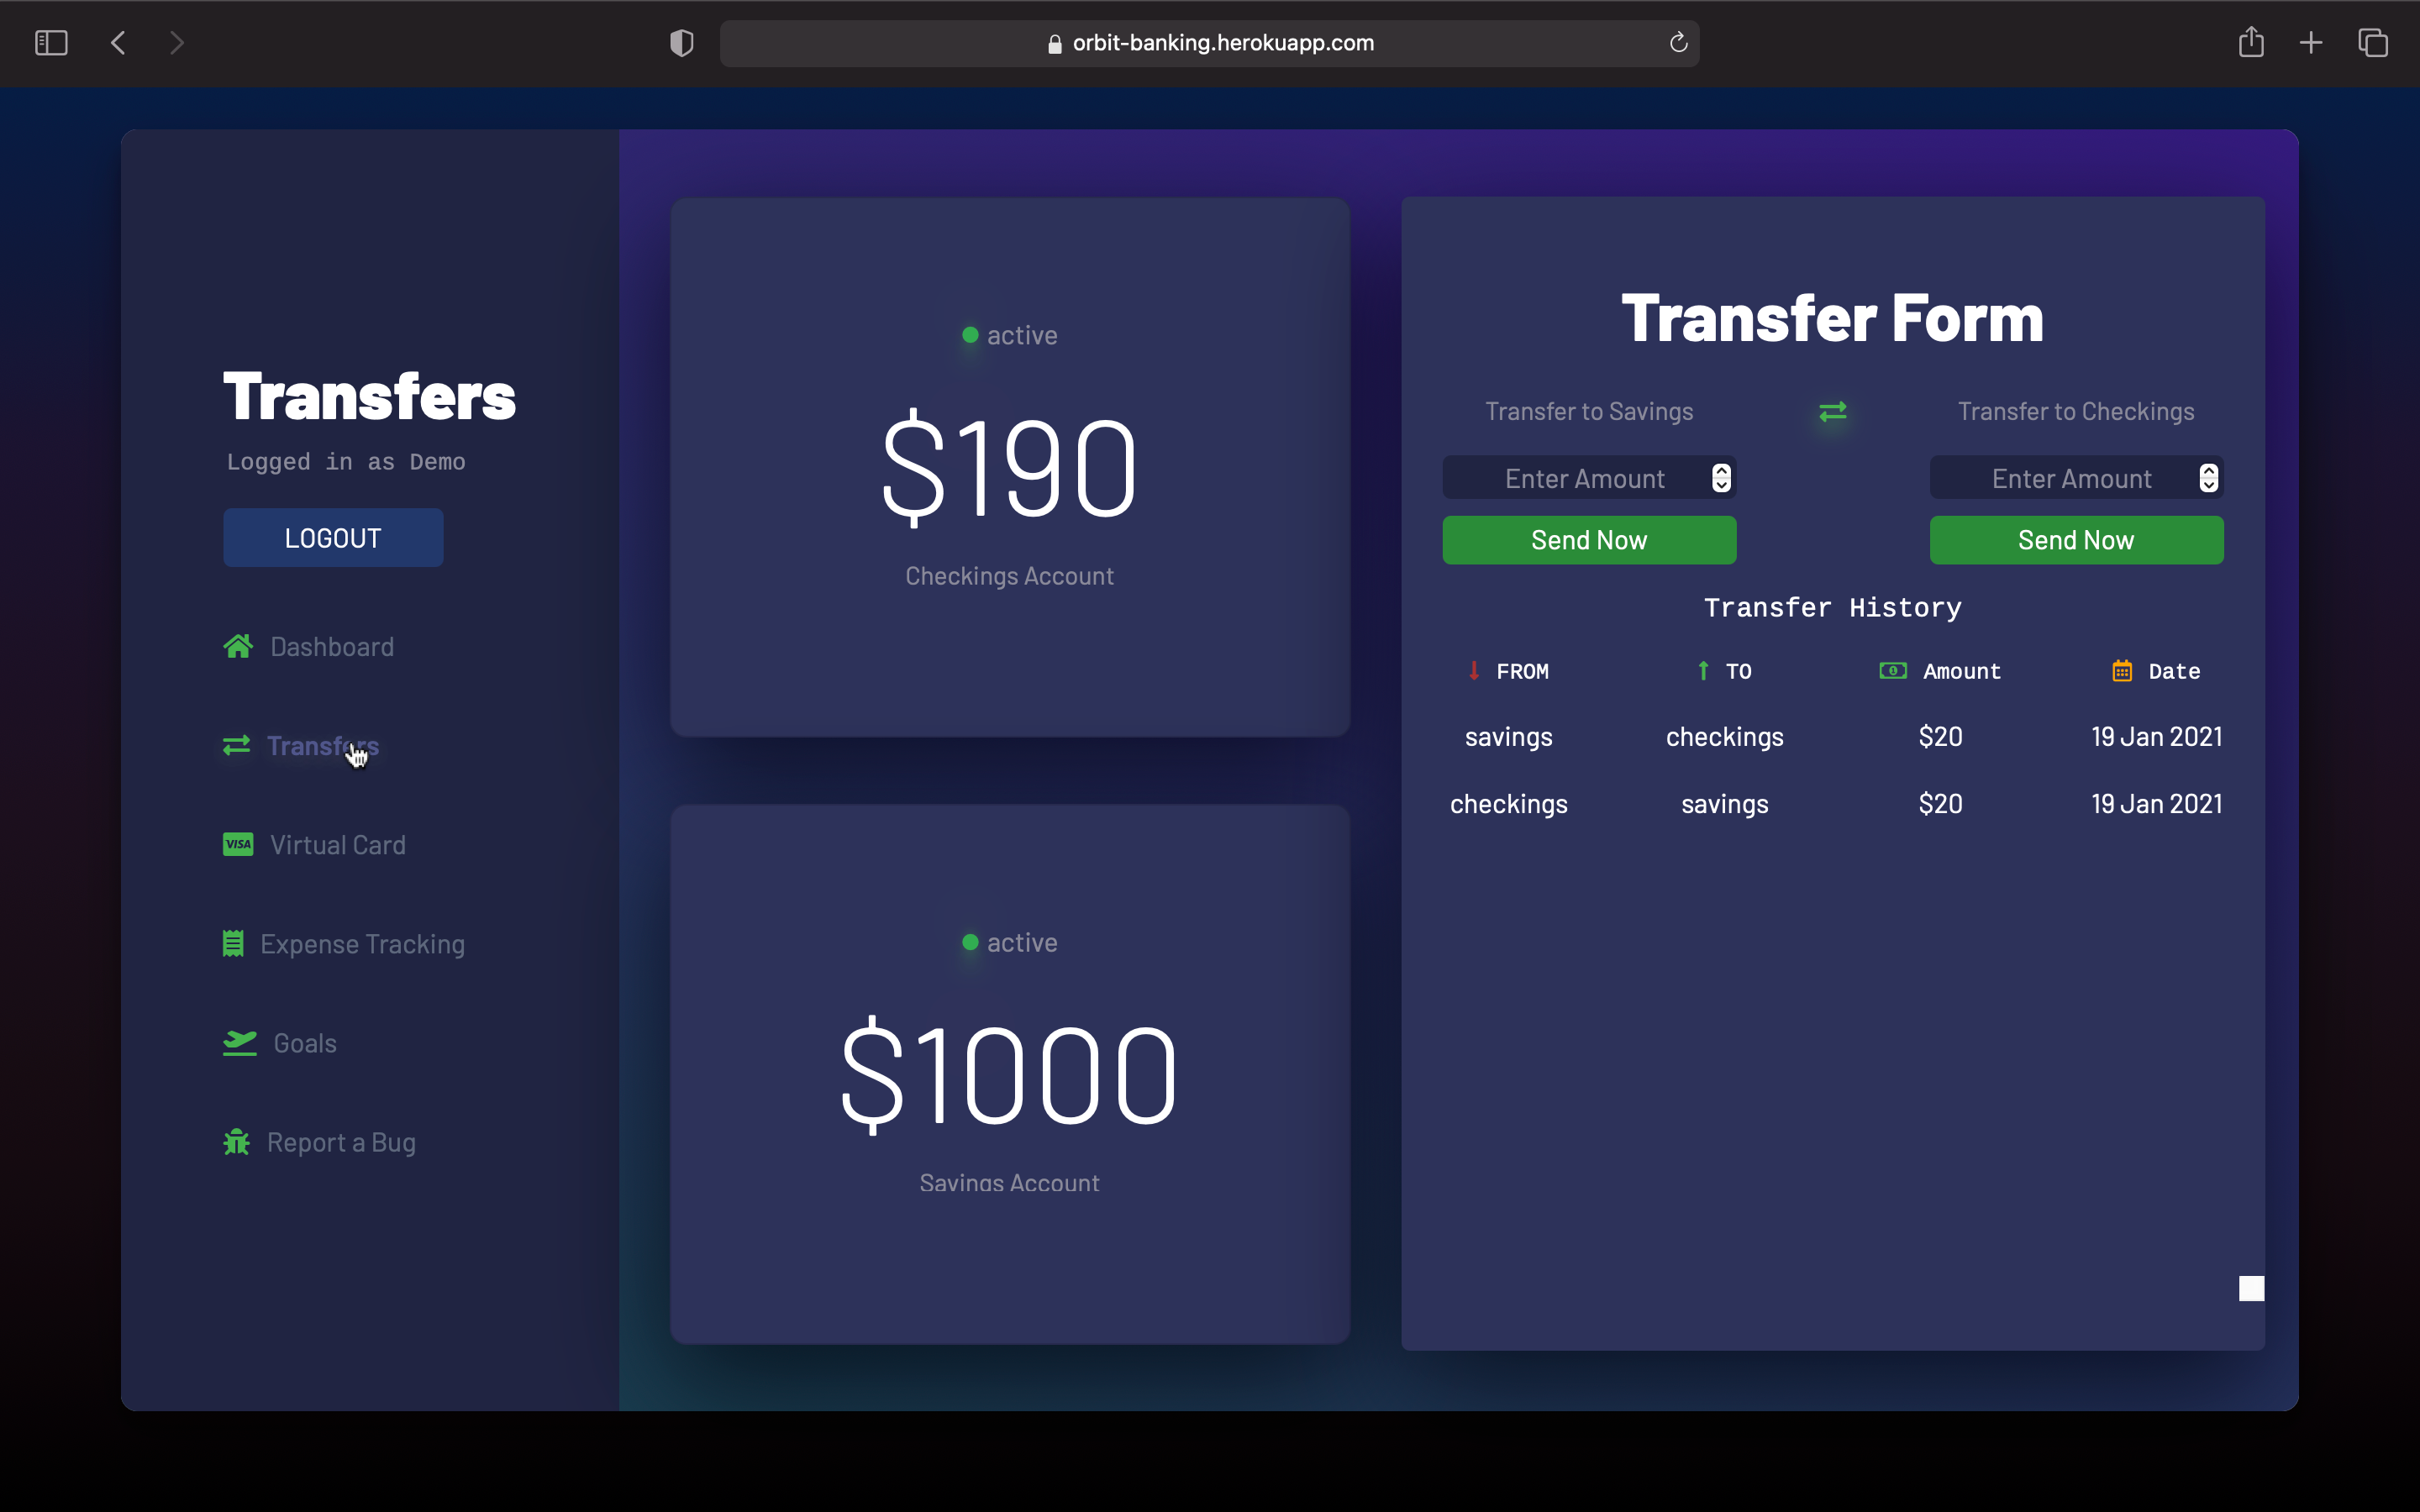 orbit-banking.herokuapp.com
Transfers
Logged in as Demo
LOGOUT
Dashboard
Transfers
VISA Virtual Card
Expense Tracking
Goals
Report a Bug
active
$190
Checkings Account
active
$1000
Savings Account
Transfer Form
Transfer to Savings Transfer to Checkings
Enter Amount Enter Amount
Send Now Send Now
Transfer History
FROM TO Amount Date
savings checkings $20 19 Jan 2021
checkings savings $20 19 Jan 2021